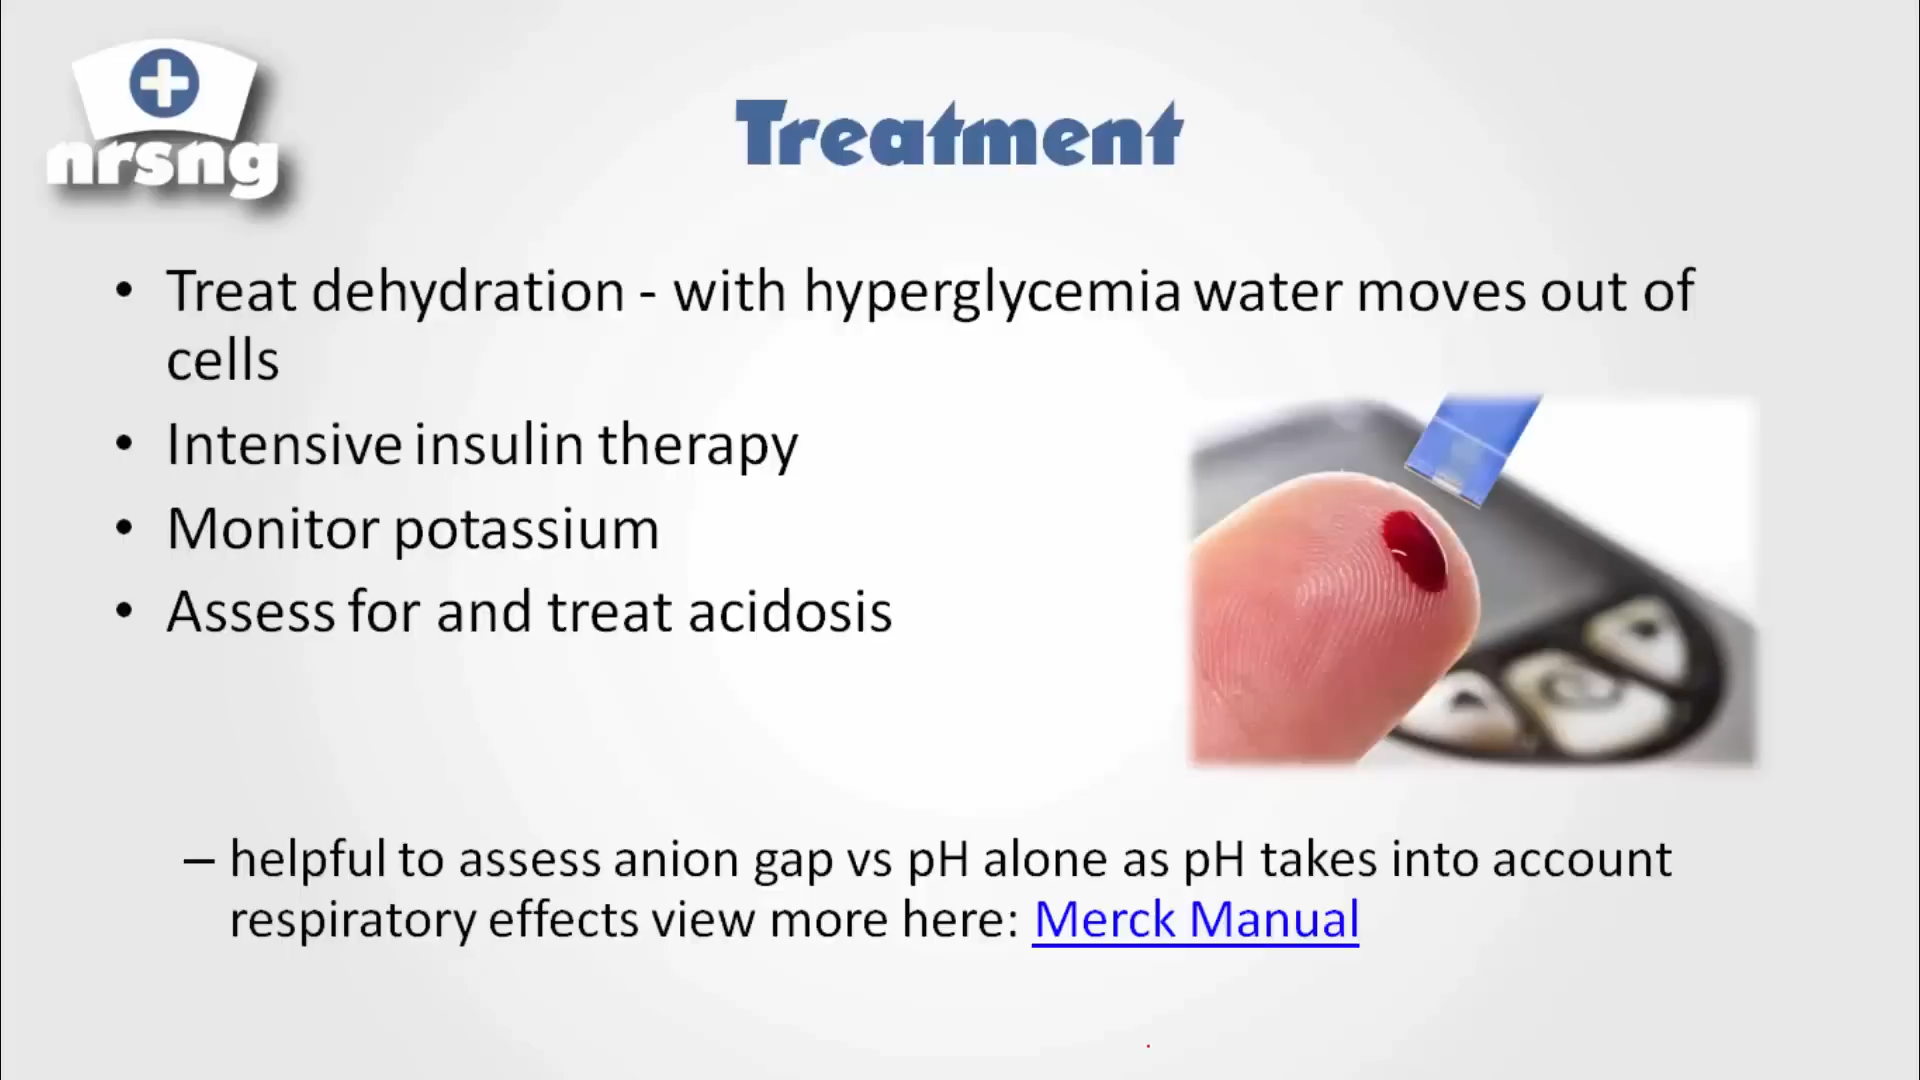 nrsng
Treatment
• Treat dehydration - with hyperglycemia water moves out of
cells
• Intensive insulin therapy
• Monitor potassium
• Assess for and treat acidosis
– helpful to assess anion gap vs pH alone as pH takes into account
respiratory effects view more here: Merck Manual